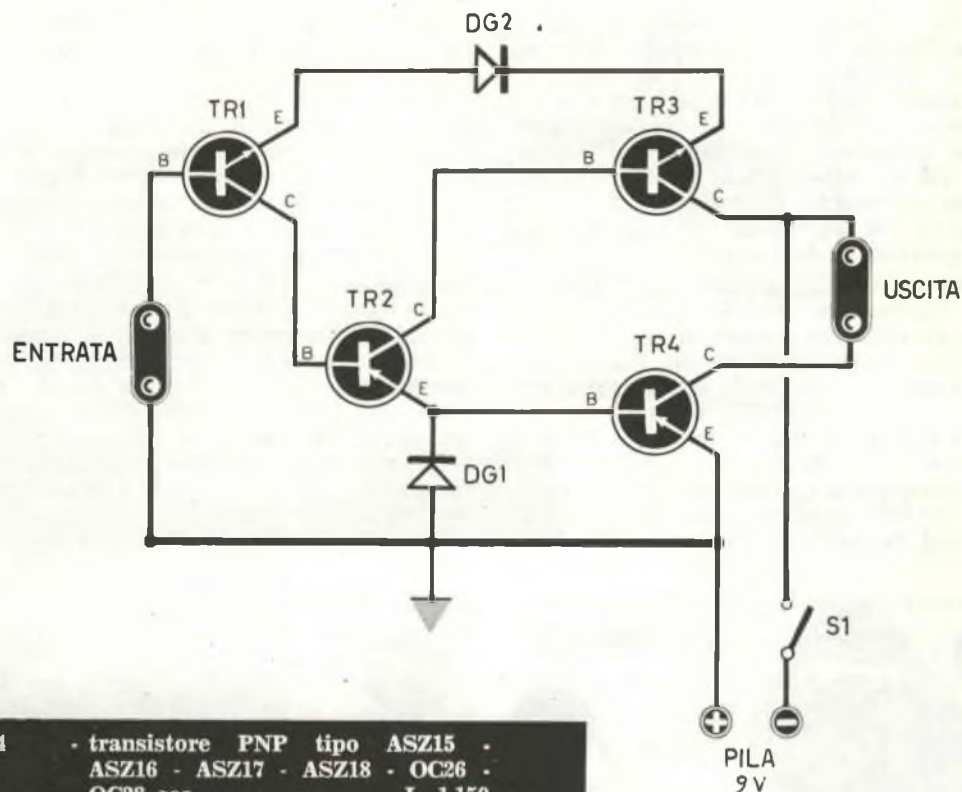 DG2
TR1
E
B
C
TR3
E
B
C
ENTRATA
TR2
C
B
E
USCITA
TR4
C
B
E
DG1
S1
+
-
PILA
9 V
4 - transistore PNP tipo ASZ15 -
ASZ16 - ASZ17 - ASZ18 - OC26 -